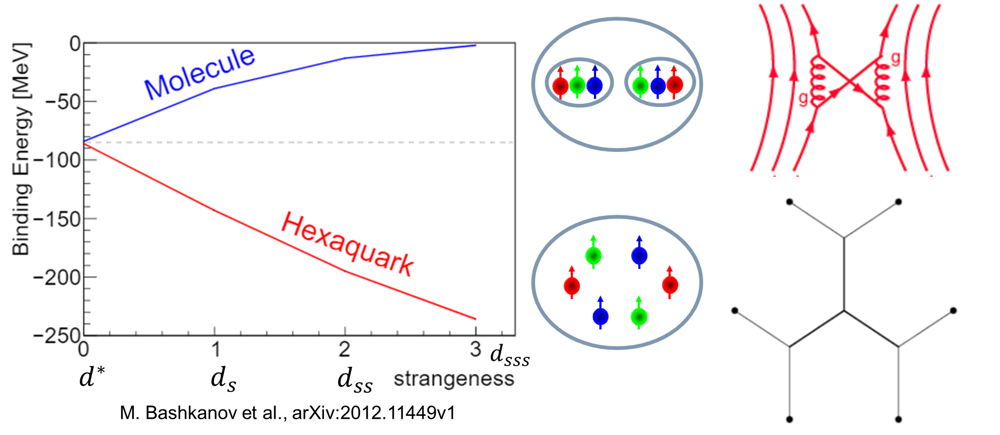 Binding Energy [MeV]
0
−50
−100
−150
−200
−250
Molecule
Hexaquark
0 1 2 3
d* d_s d_ss d_sss
strangeness
M. Bashkanov et al., arXiv:2012.11449v1
g
g